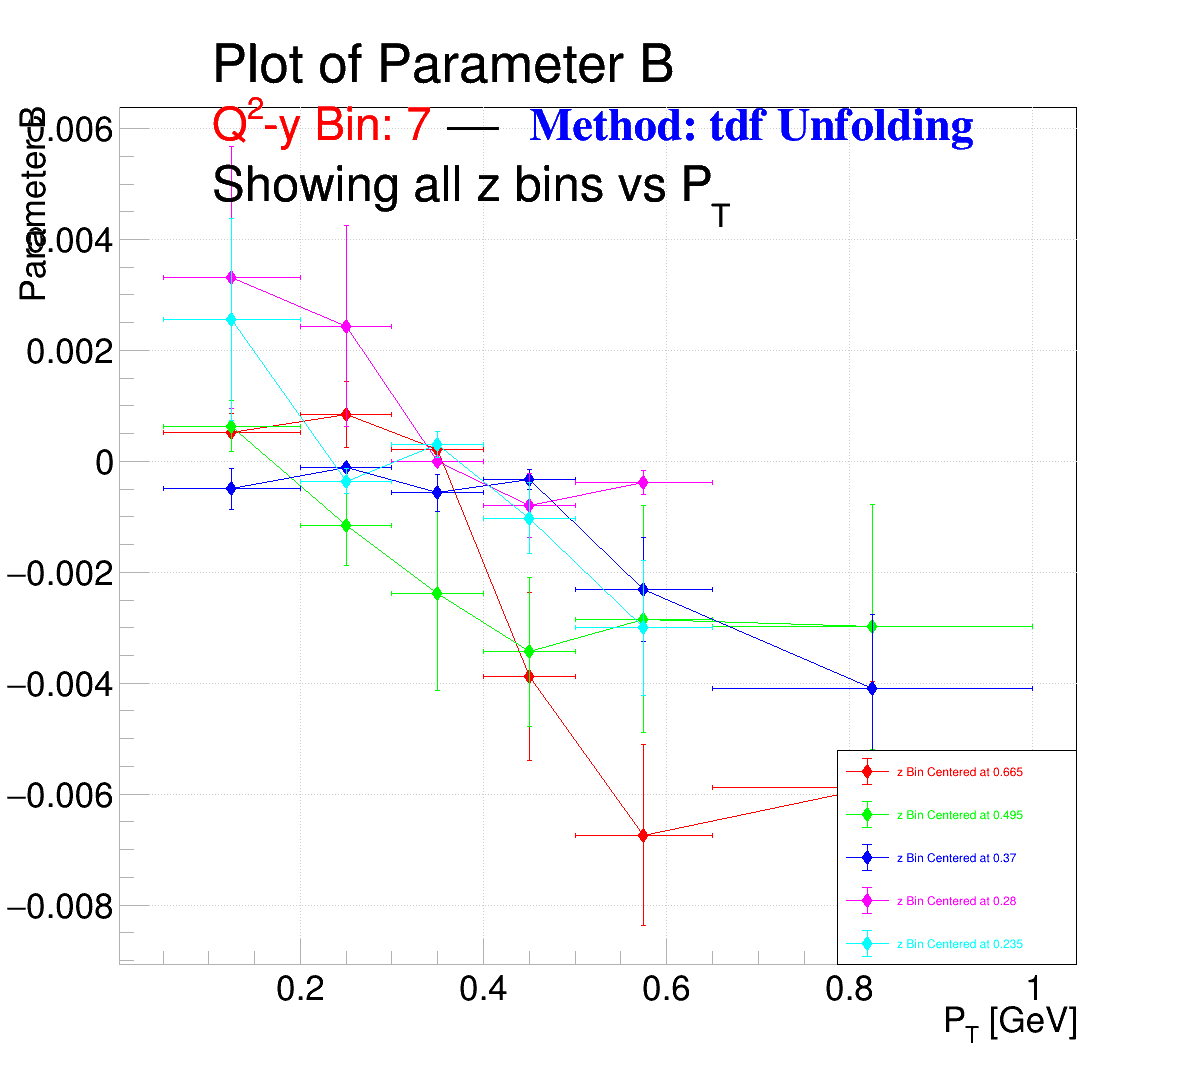 Plot of Parameter B
Q²-y Bin: 7 — Method: tdf Unfolding
Showing all z bins vs P_T
Parameter B
0.006
0.004
0.002
0
−0.002
−0.004
−0.006
−0.008
z Bin Centered at 0.665
z Bin Centered at 0.495
z Bin Centered at 0.37
z Bin Centered at 0.28
z Bin Centered at 0.235
0.2 0.4 0.6 0.8 1
P_T [GeV]